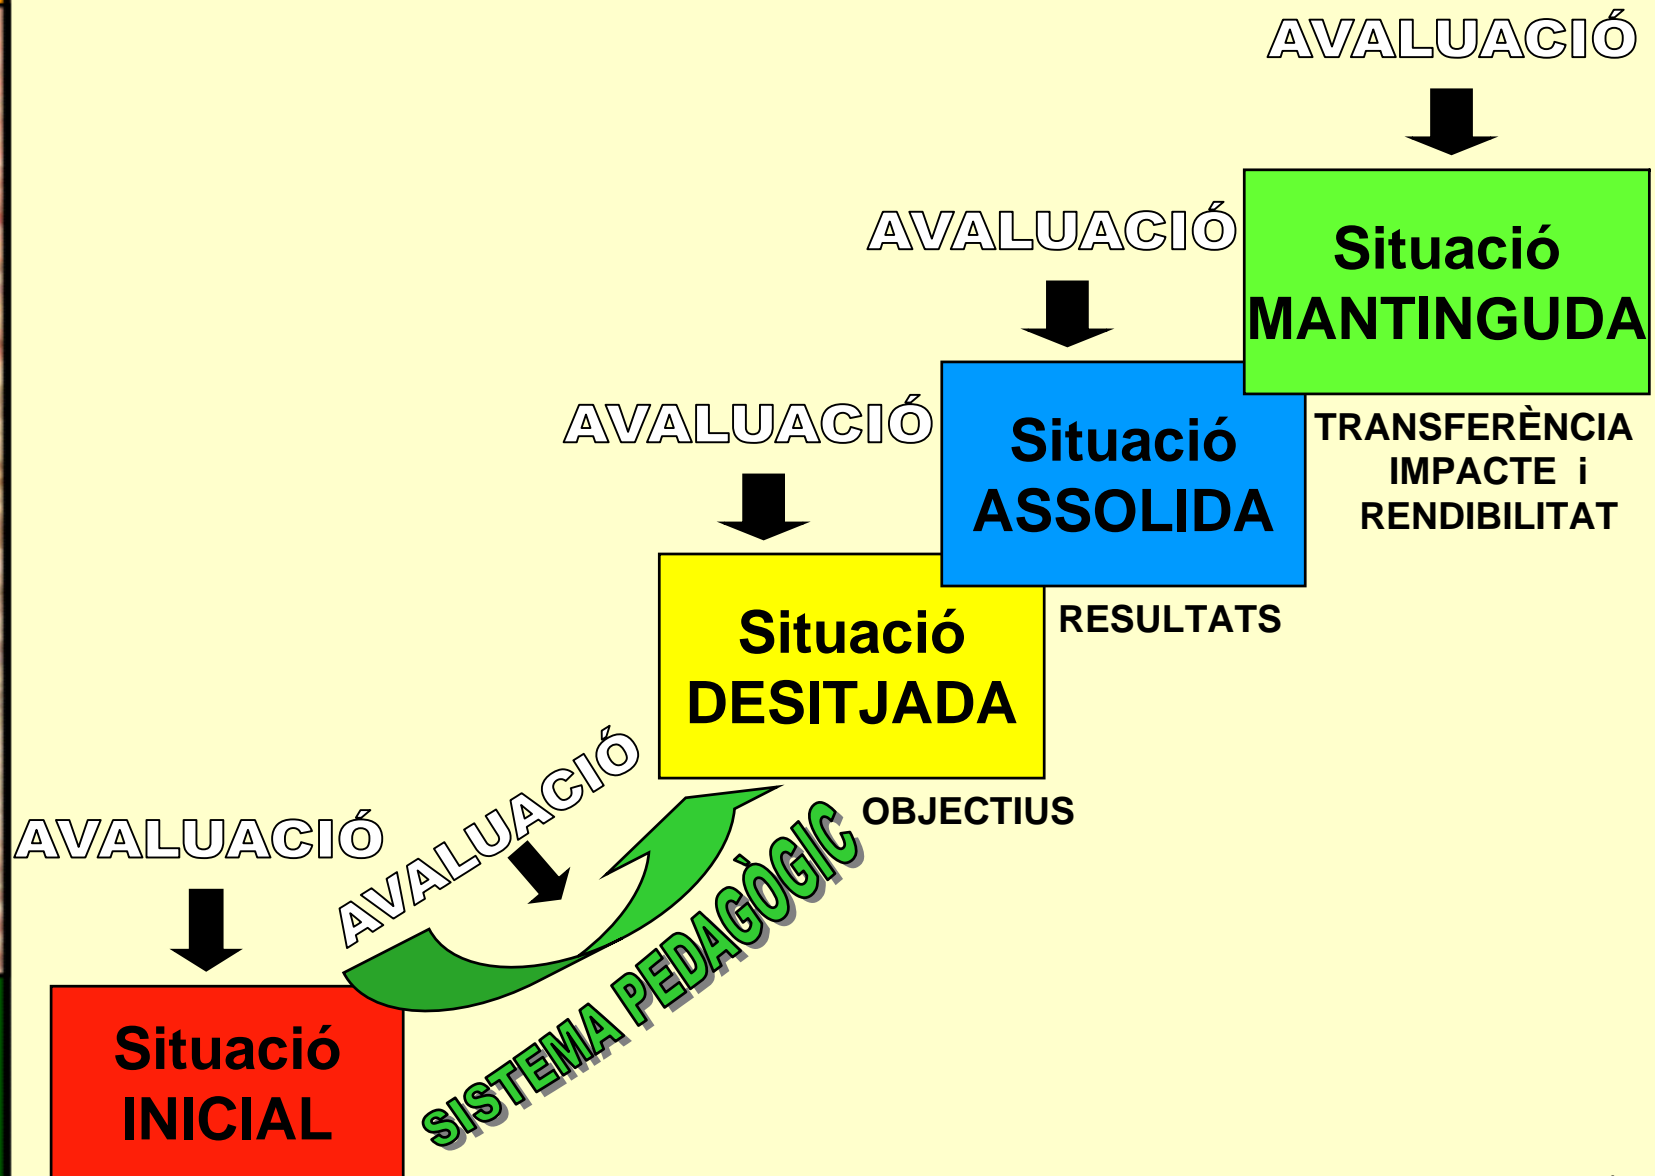 AVALUACIÓ
AVALUACIÓ
Situació
MANTINGUDA
AVALUACIÓ
Situació
ASSOLIDA
TRANSFERÈNCIA
IMPACTE i
RENDIBILITAT
Situació
DESITJADA
RESULTATS
AVALUACIÓ
AVALUACIÓ
OBJECTIUS
SISTEMA PEDAGÒGIC
Situació
INICIAL